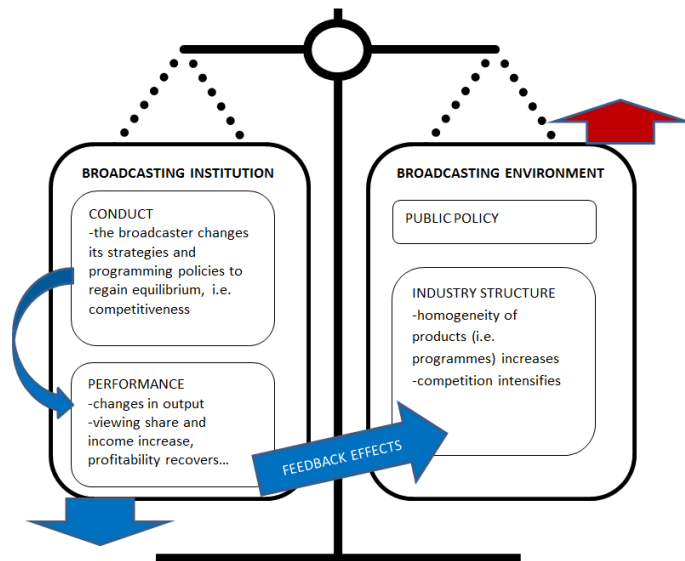 BROADCASTING INSTITUTION
CONDUCT
-the broadcaster changes
its strategies and
programming policies to
regain equilibrium, i.e.
competitiveness
PERFORMANCE
-changes in output
-viewing share and
income increase,
profitability recovers...
FEEDBACK EFFECTS
BROADCASTING ENVIRONMENT
PUBLIC POLICY
INDUSTRY STRUCTURE
-homogeneity of
products (i.e.
programmes) increases
-competition intensifies